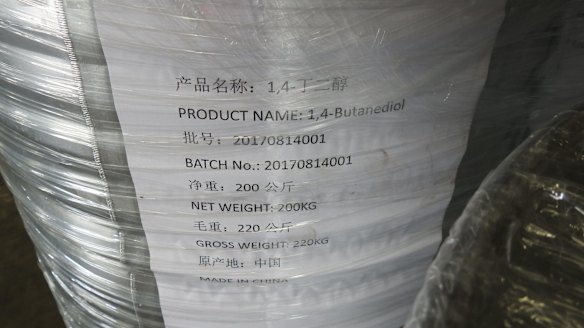 产品名称：1,4-丁二醇
PRODUCT NAME: 1,4-Butanediol
批号：20170814001
BATCH No.: 20170814001
净重：200 公斤
NET WEIGHT: 200KG
毛重：220 公斤
GROSS WEIGHT: 220KG
原产地：中国
MADE IN CHINA